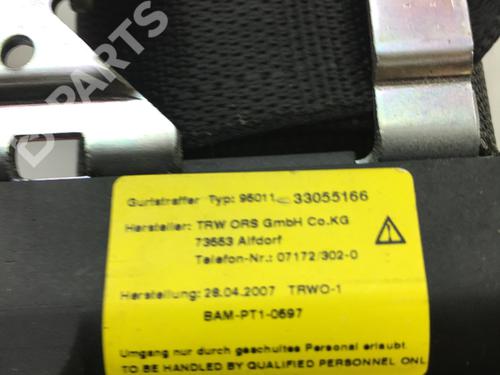 B-PARTS
Gurtstraffer Typ: 95011 33055166
Hersteller: TRW ORS GmbH Co.KG
73553 Alfdorf
Telefon-Nr.: 07172/302-0
Herstellung: 28.04.2007 TRWO-1
BAM-PT1-0597
Umgang nur durch geschultes Personal erlaubt
TO BE HANDLED BY QUALIFIED PERSONNEL ONL